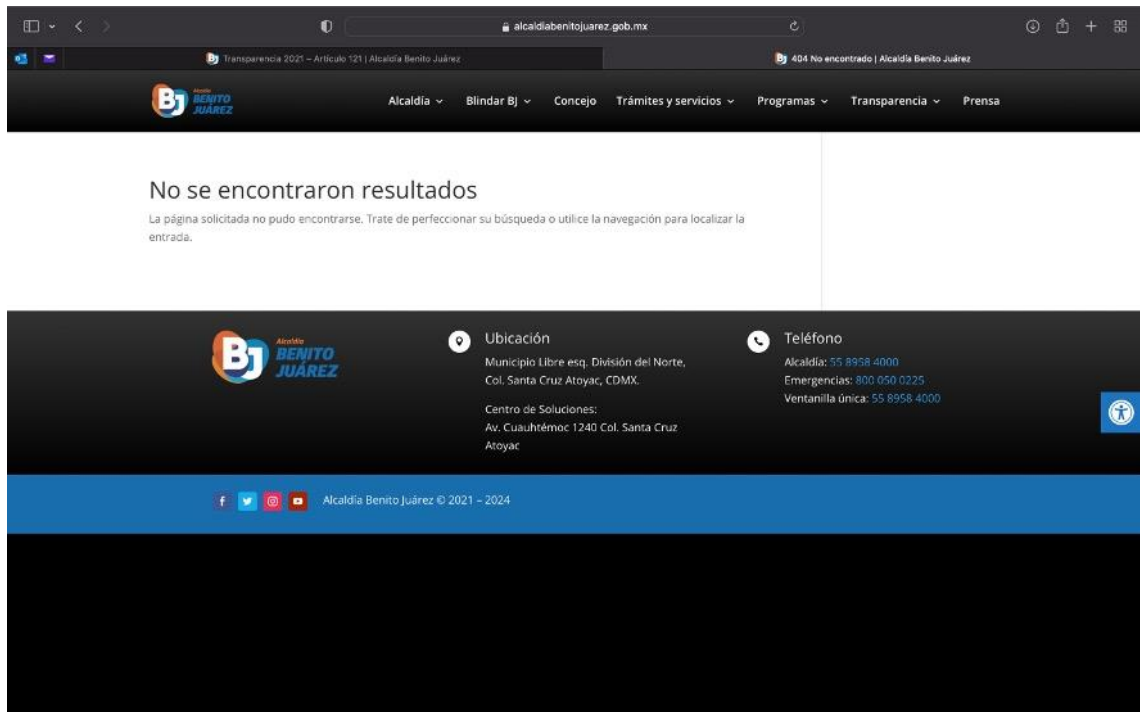 alcaldiabenitojuarez.gob.mx
Transparencia 2021 – Artículo 121 | Alcaldía Benito Juárez
404 No encontrado | Alcaldía Benito Juárez
BJ Alcaldía BENITO JUÁREZ
Alcaldía
Blindar BJ
Concejo
Trámites y servicios
Programas
Transparencia
Prensa
No se encontraron resultados
La página solicitada no pudo encontrarse. Trate de perfeccionar su búsqueda o utilice la navegación para localizar la
entrada.
BJ Alcaldía
BENITO
JUÁREZ
Ubicación
Municipio Libre esq. División del Norte,
Col. Santa Cruz Atoyac, CDMX.
Centro de Soluciones:
Av. Cuauhtémoc 1240 Col. Santa Cruz
Atoyac
Teléfono
Alcaldía: 55 8958 4000
Emergencias: 800 050 0225
Ventanilla única: 55 8958 4000
Alcaldía Benito Juárez © 2021 – 2024